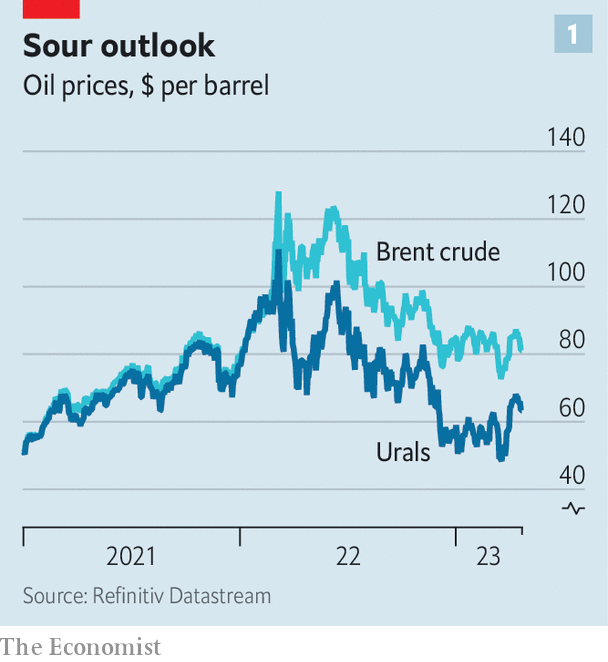 Sour outlook
1
Oil prices, $ per barrel
140
120
Brent crude
100
80
60
Urals
40
2021 22 23
Source: Refinitiv Datastream
The Economist